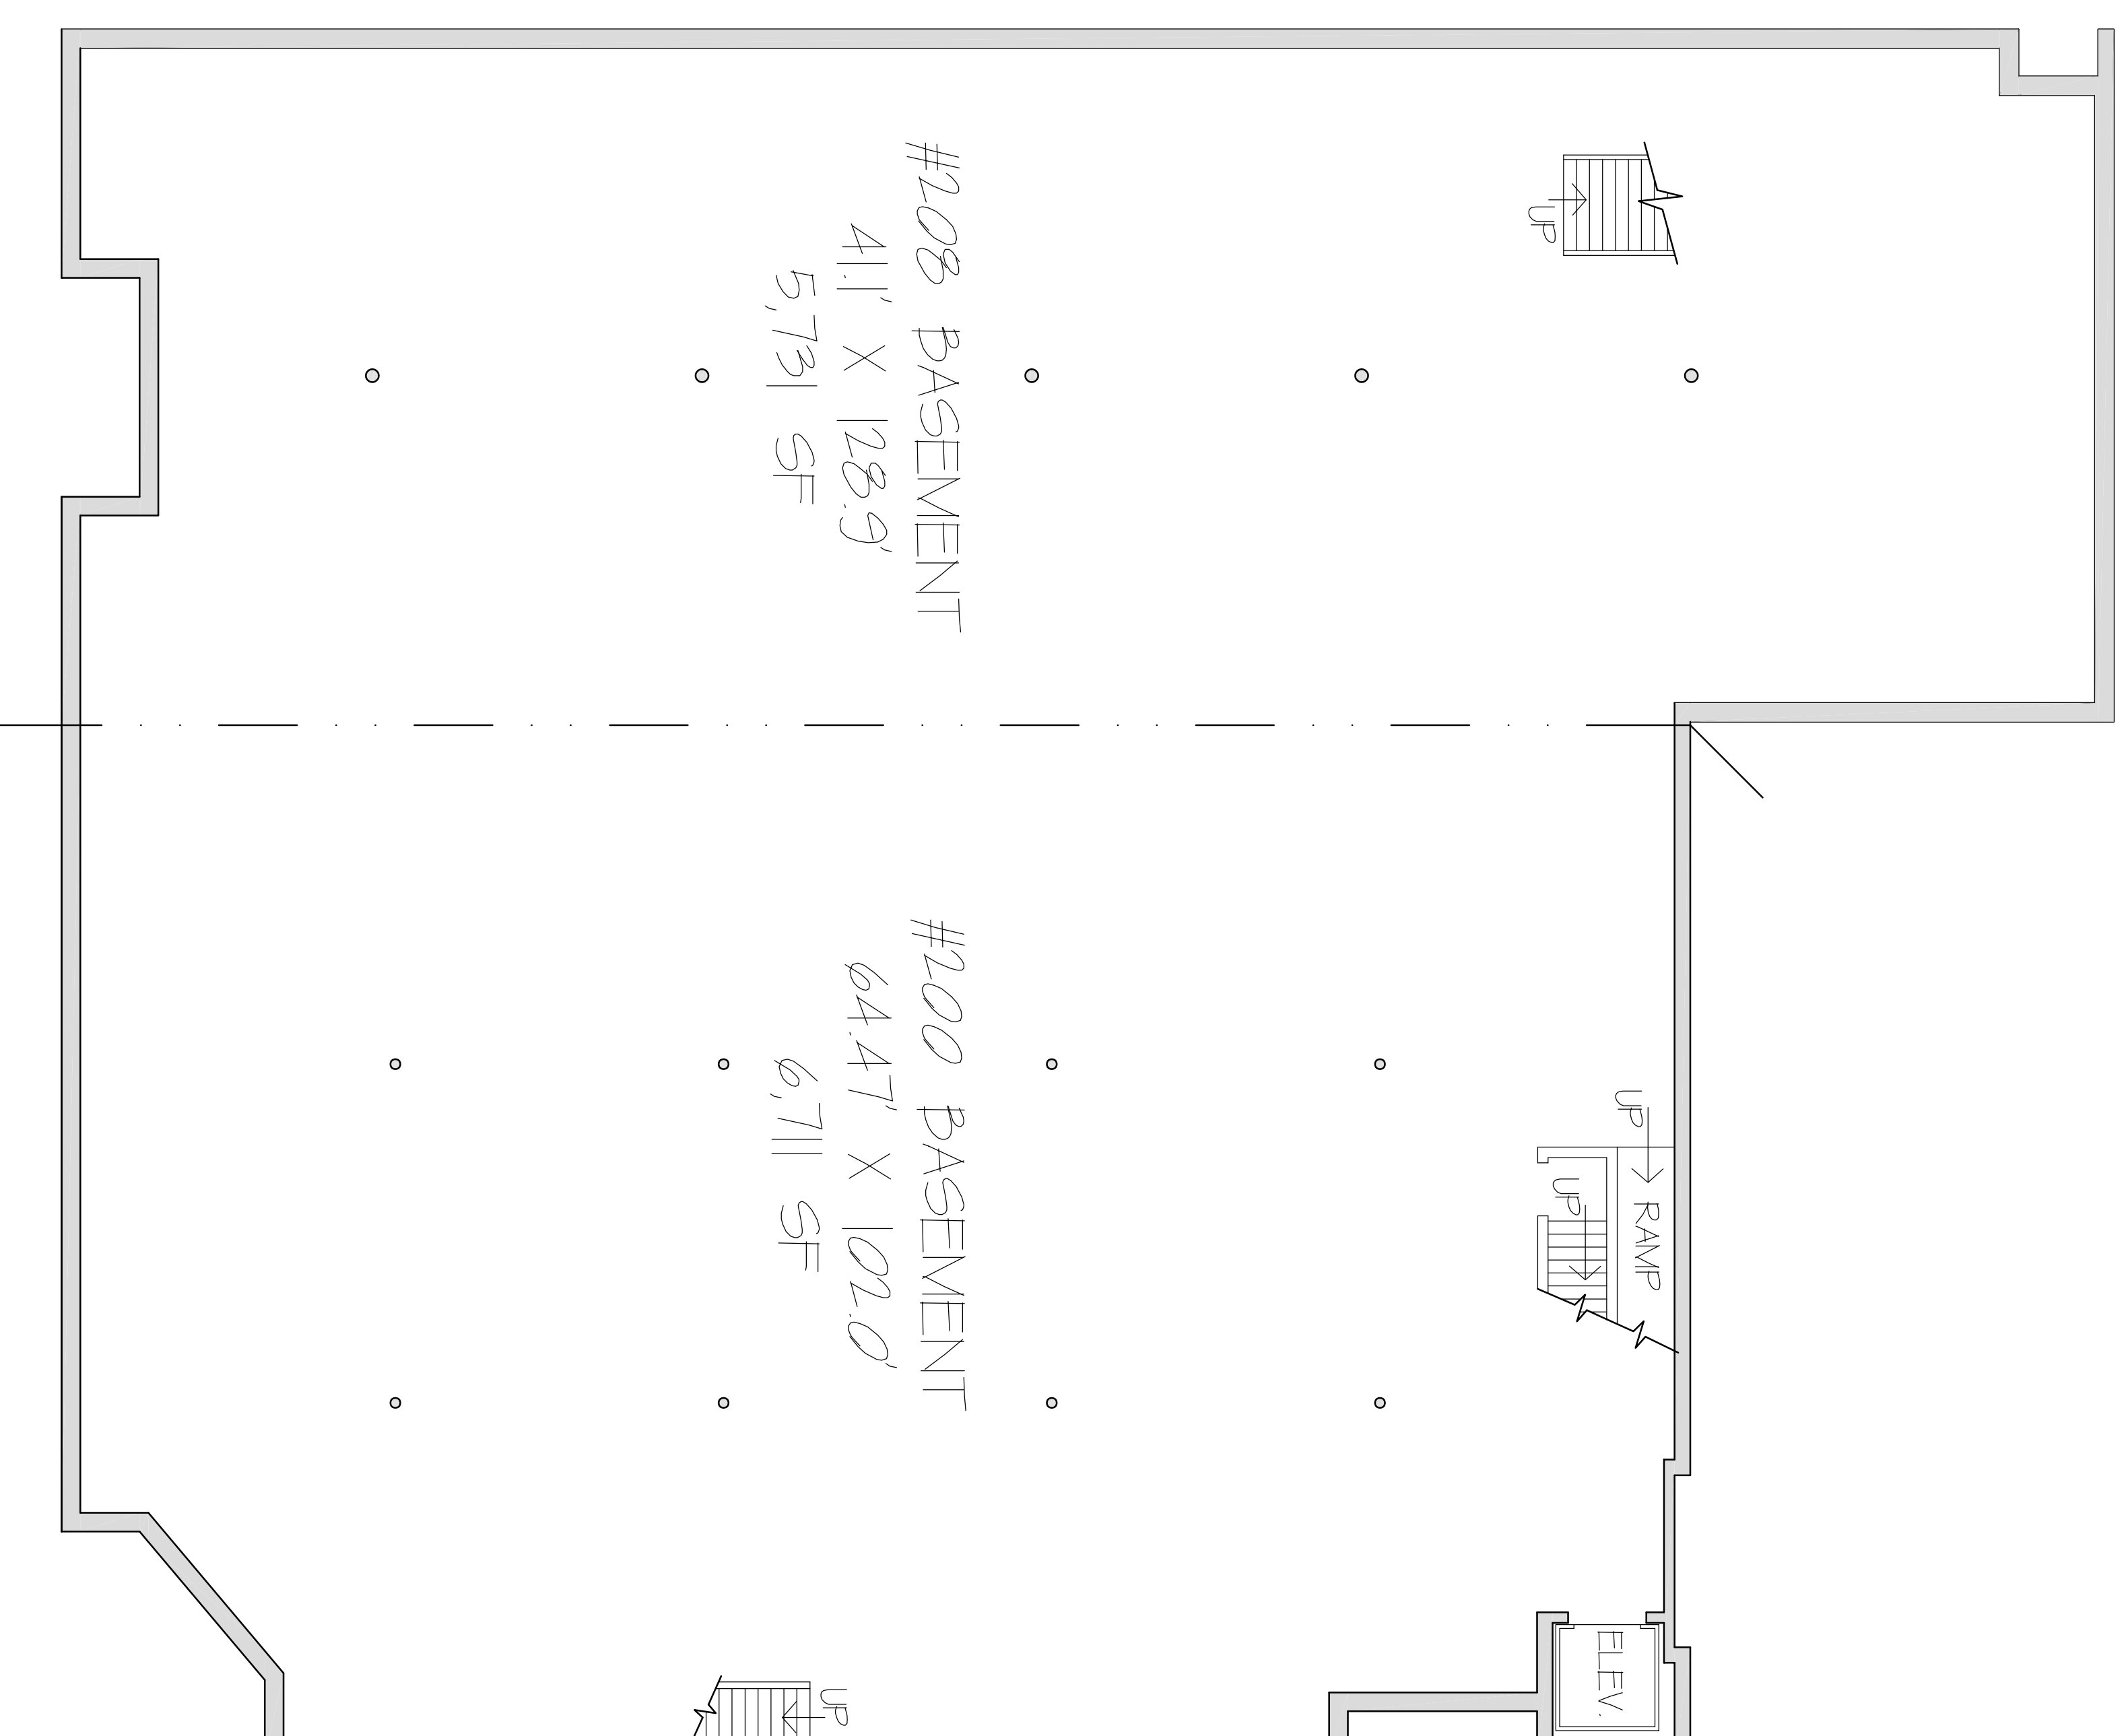 #208 BASEMENT
41.1' X 128.9'
5,731 SF
UP
#200 BASEMENT
64.47' X 102.0'
6,711 SF
UP
UP
RAMP
ELEV.
UP